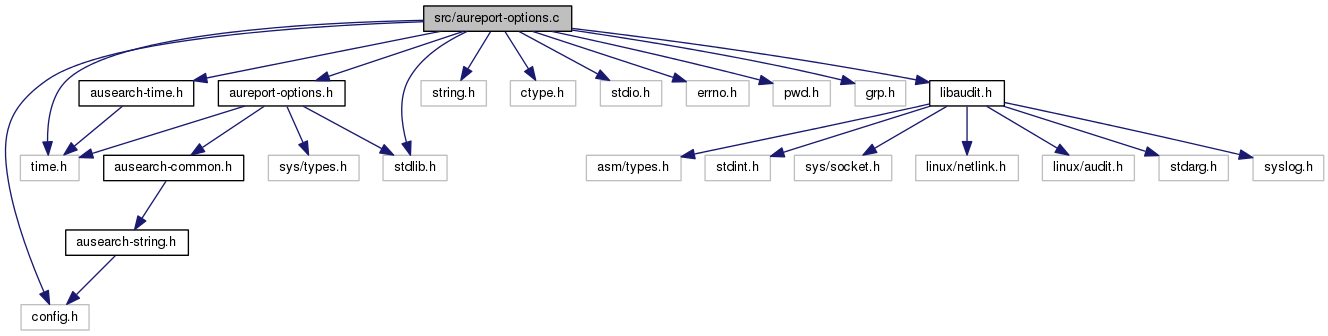 src/aureport-options.c
ausearch-time.h
aureport-options.h
string.h
ctype.h
stdio.h
errno.h
pwd.h
grp.h
libaudit.h
time.h
ausearch-common.h
sys/types.h
stdlib.h
asm/types.h
stdint.h
sys/socket.h
linux/netlink.h
linux/audit.h
stdarg.h
syslog.h
ausearch-string.h
config.h